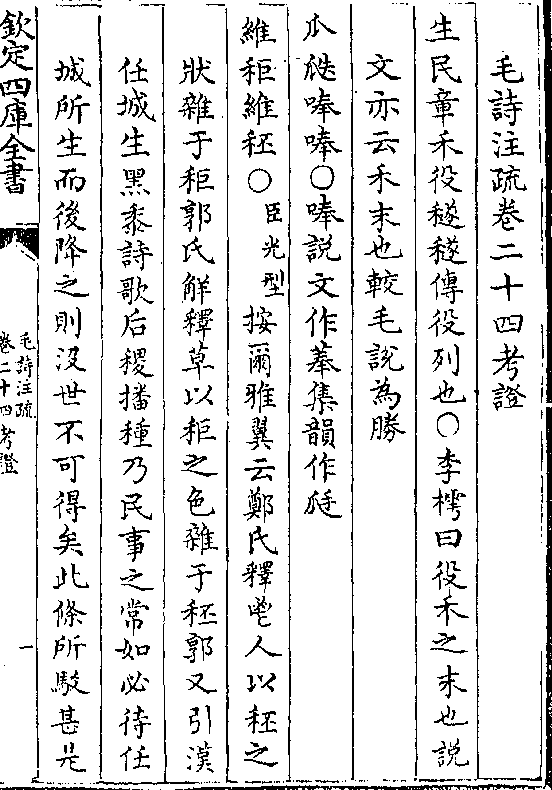 毛詩注疏卷二十四考證
生民章禾役穟穟傳役列也○李樗曰役禾之末也說
文亦云禾末也較毛說為勝
瓜瓞唪唪○唪說文作菶集韻作𤬃
維秬維秠○臣光型按爾雅翼云鄭氏釋鬯人以秠之
狀雜于秬郭氏解釋草以秬之色雜于秠郭又引漢
任城生黑黍詩歌后稷播種乃民事之常如必待任
城所生而後降之則沒世不可得矣此條所駁甚是
欽定四庫全書
毛詩注疏
卷二十四考證
一